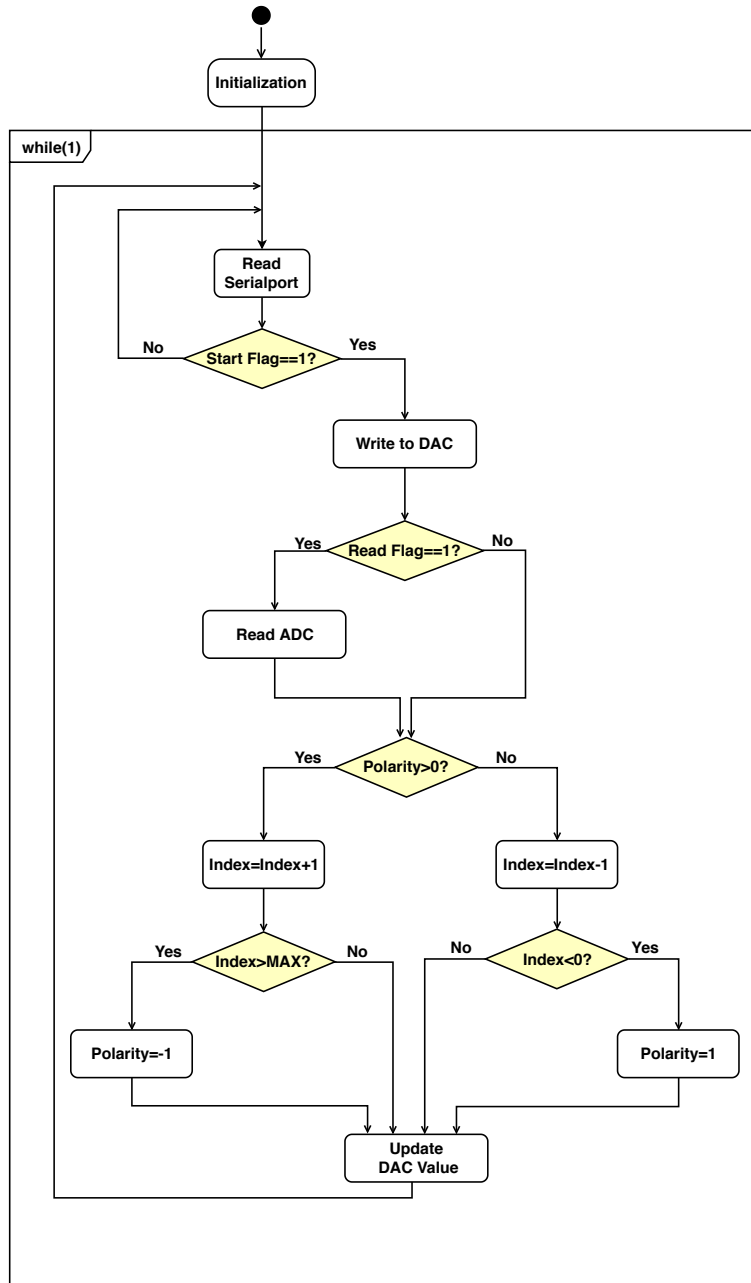 Initialization
while(1)
Read
Serialport
Start Flag==1?
No
Yes
Write to DAC
Read Flag==1?
Yes
No
Read ADC
Polarity>0?
Yes
No
Index=Index+1
Index=Index-1
Index>MAX?
Yes
No
Index<0?
No
Yes
Polarity=-1
Polarity=1
Update
DAC Value